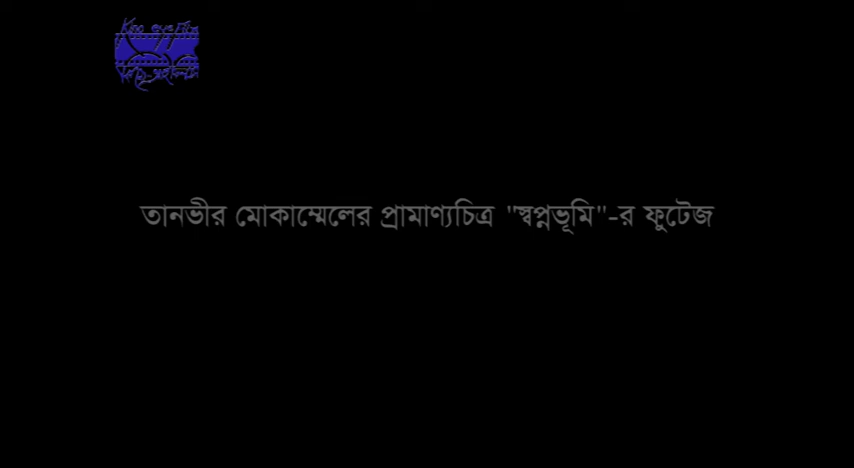 তানভীর মোকাম্মেলের প্রামাণ্যচিত্র "স্বপ্নভূমি"-র ফুটেজ